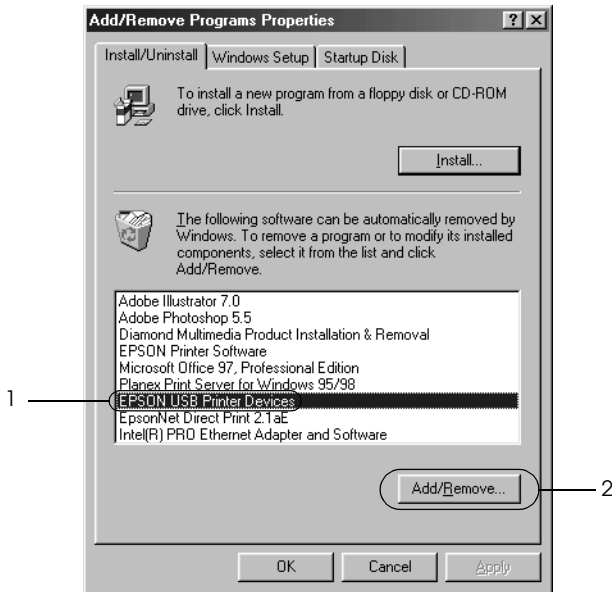 Add/Remove Programs Properties
Install/Uninstall Windows Setup Startup Disk
To install a new program from a floppy disk or CD-ROM
drive, click Install.
Install...
The following software can be automatically removed by
Windows. To remove a program or to modify its installed
components, select it from the list and click
Add/Remove.
Adobe Illustrator 7.0
Adobe Photoshop 5.5
Diamond Multimedia Product Installation & Removal
EPSON Printer Software
Microsoft Office 97, Professional Edition
Planex Print Server for Windows 95/98
1
EPSON USB Printer Devices
EpsonNet Direct Print 2.1aE
Intel(R) PRO Ethernet Adapter and Software
Add/Remove...
2
OK Cancel Apply